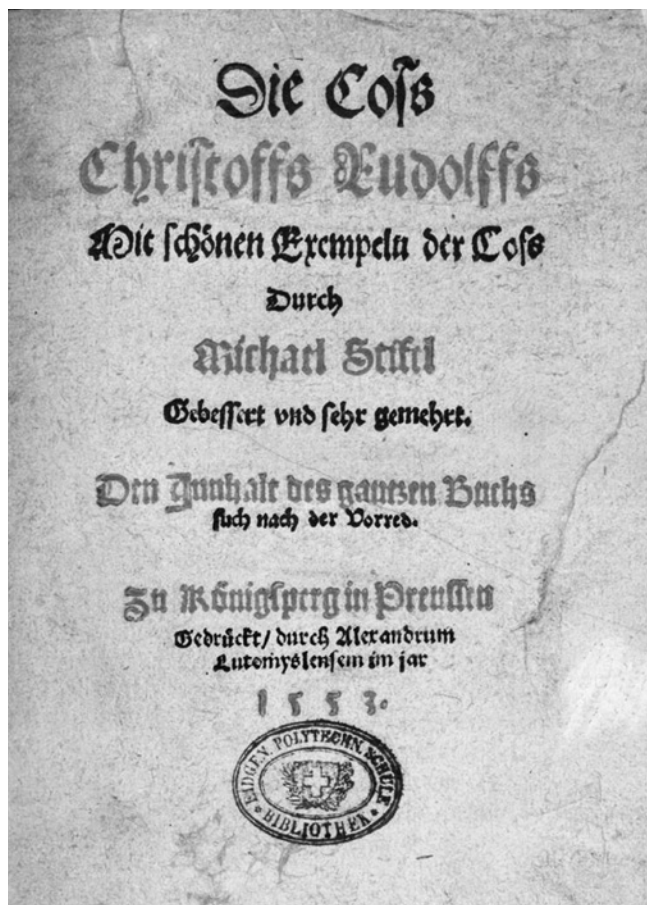 Die Coſs
Chriſtoffs Rudolffs
Mit ſchönen Exempeln der Coſs
Durch
Michael Stifel
Gebeſſert vnd ſehr gemehrt.
Den Innhalt des gantzen Buchs
ſuch nach der Vorred.
Zu Königſperg in Preuſſen
Gedrückt/ durch Alexandrum
Lutomyslenſem im jar
1553.
EIDGEN. POLYTECHN. SCHULE
BIBLIOTHEK